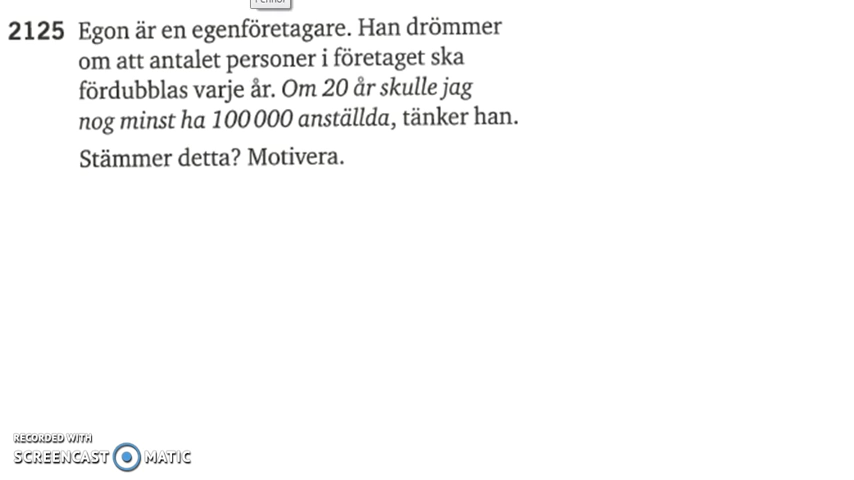 2125 Egon är en egenföretagare. Han drömmer
om att antalet personer i företaget ska
fördubblas varje år. Om 20 år skulle jag
nog minst ha 100 000 anställda, tänker han.
Stämmer detta? Motivera.
RECORDED WITH
SCREENCAST MATIC